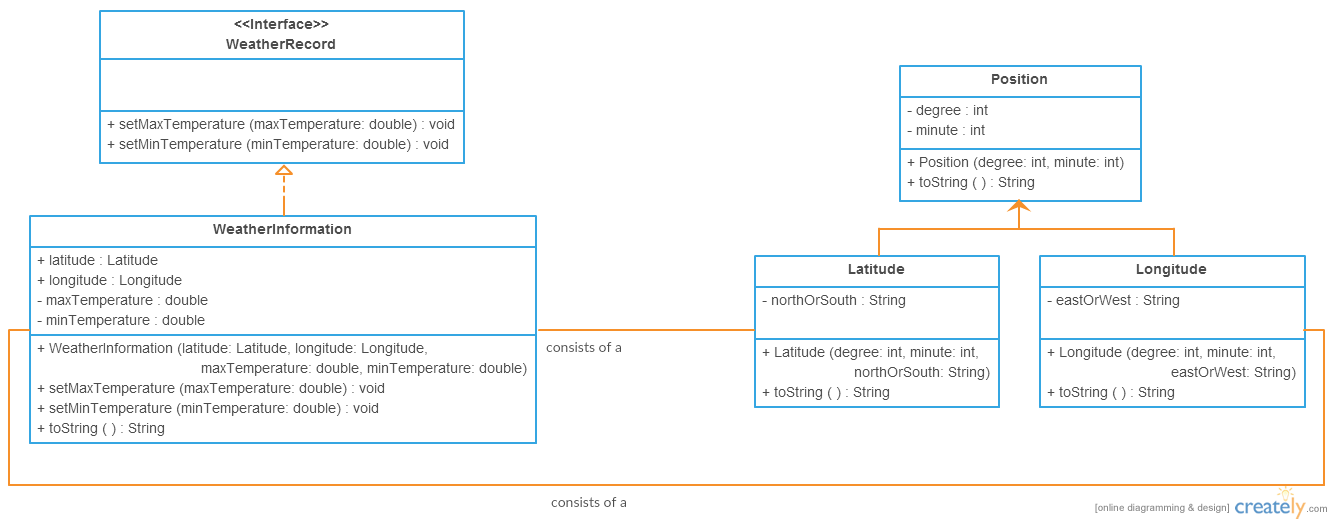 <<Interface>>
WeatherRecord
+ setMaxTemperature (maxTemperature: double) : void
+ setMinTemperature (minTemperature: double) : void
Position
- degree : int
- minute : int
+ Position (degree: int, minute: int)
+ toString ( ) : String
WeatherInformation
+ latitude : Latitude
+ longitude : Longitude
- maxTemperature : double
- minTemperature : double
+ WeatherInformation (latitude: Latitude, longitude: Longitude,
maxTemperature: double, minTemperature: double)
+ setMaxTemperature (maxTemperature: double) : void
+ setMinTemperature (minTemperature: double) : void
+ toString ( ) : String
consists of a
Latitude
- northOrSouth : String
+ Latitude (degree: int, minute: int,
northOrSouth: String)
+ toString ( ) : String
Longitude
- eastOrWest : String
+ Longitude (degree: int, minute: int,
eastOrWest: String)
+ toString ( ) : String
consists of a
[online diagramming & design] creately.com